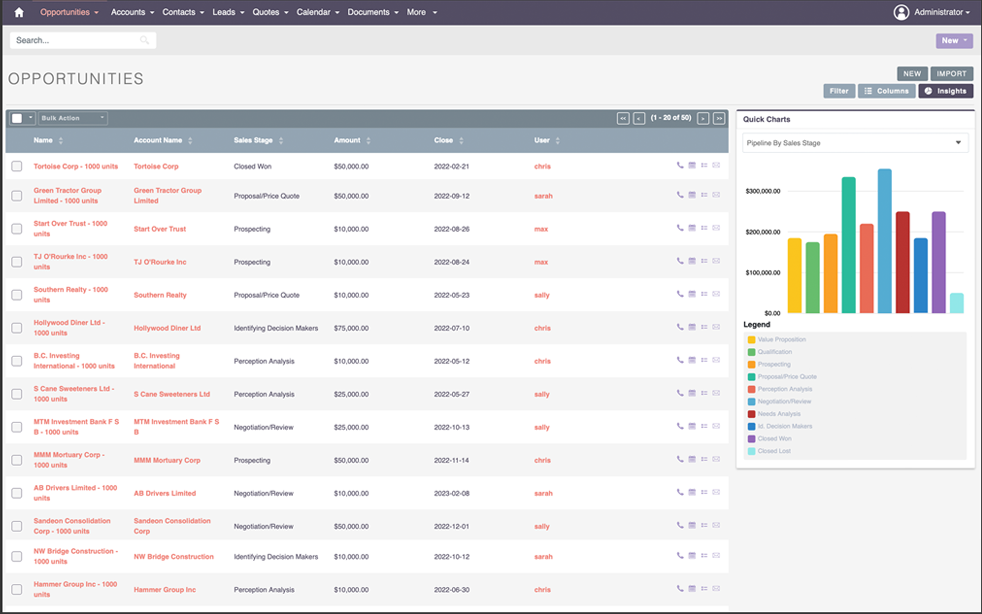 Opportunities Accounts Contacts Leads Quotes Calendar Documents More Administrator
Search... New
OPPORTUNITIES
NEW IMPORT
Filter Columns Insights
Bulk Action (1 - 20 of 50)
Name Account Name Sales Stage Amount Close User
Tortoise Corp - 1000 units Tortoise Corp Closed Won $50,000.00 2022-02-21 chris
Green Tractor Group Green Tractor Group
Limited - 1000 units Limited Proposal/Price Quote $50,000.00 2022-09-12 sarah
Start Over Trust - 1000
units Start Over Trust Prospecting $10,000.00 2022-08-26 max
TJ O'Rourke Inc - 1000
units TJ O'Rourke Inc Prospecting $10,000.00 2022-08-24 max
Southern Realty - 1000
units Southern Realty Proposal/Price Quote $10,000.00 2022-05-23 sally
Hollywood Diner Ltd -
1000 units Hollywood Diner Ltd Identifying Decision Makers $75,000.00 2022-07-10 chris
B.C. Investing B.C. Investing
International - 1000 units International Perception Analysis $10,000.00 2022-05-12 chris
S Cane Sweeteners Ltd -
1000 units S Cane Sweeteners Ltd Perception Analysis $25,000.00 2022-05-27 sally
MTM Investment Bank F S MTM Investment Bank F S
B - 1000 units B Negotiation/Review $25,000.00 2022-10-13 sally
MMM Mortuary Corp -
1000 units MMM Mortuary Corp Prospecting $50,000.00 2022-11-14 chris
AB Drivers Limited - 1000
units AB Drivers Limited Negotiation/Review $10,000.00 2023-02-08 sarah
Sandeon Consolidation Sandeon Consolidation
Corp - 1000 units Corp Negotiation/Review $50,000.00 2022-12-01 sally
NW Bridge Construction -
1000 units NW Bridge Construction Identifying Decision Makers $10,000.00 2022-10-12 sarah
Hammer Group Inc - 1000
units Hammer Group Inc Perception Analysis $10,000.00 2022-06-30 chris
Quick Charts
Pipeline By Sales Stage
$300,000.00
$200,000.00
$100,000.00
$0.00
Legend
Value Proposition
Qualification
Prospecting
Proposal/Price Quote
Perception Analysis
Negotiation/Review
Needs Analysis
Id. Decision Makers
Closed Won
Closed Lost